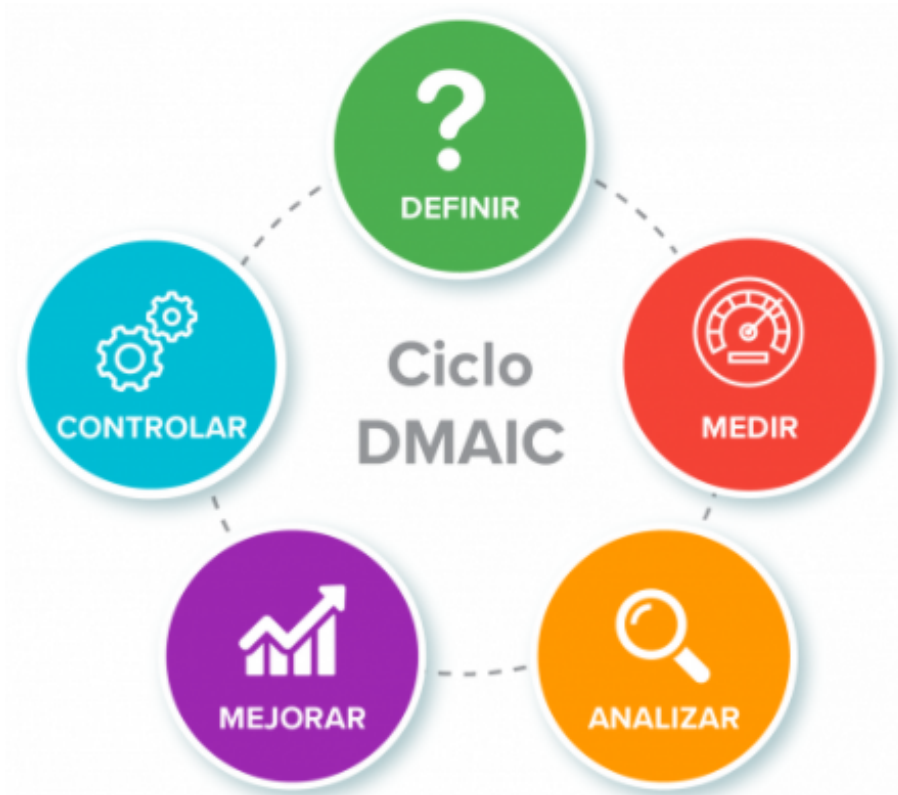 DEFINIR
Ciclo
DMAIC
CONTROLAR
MEDIR
MEJORAR
ANALIZAR